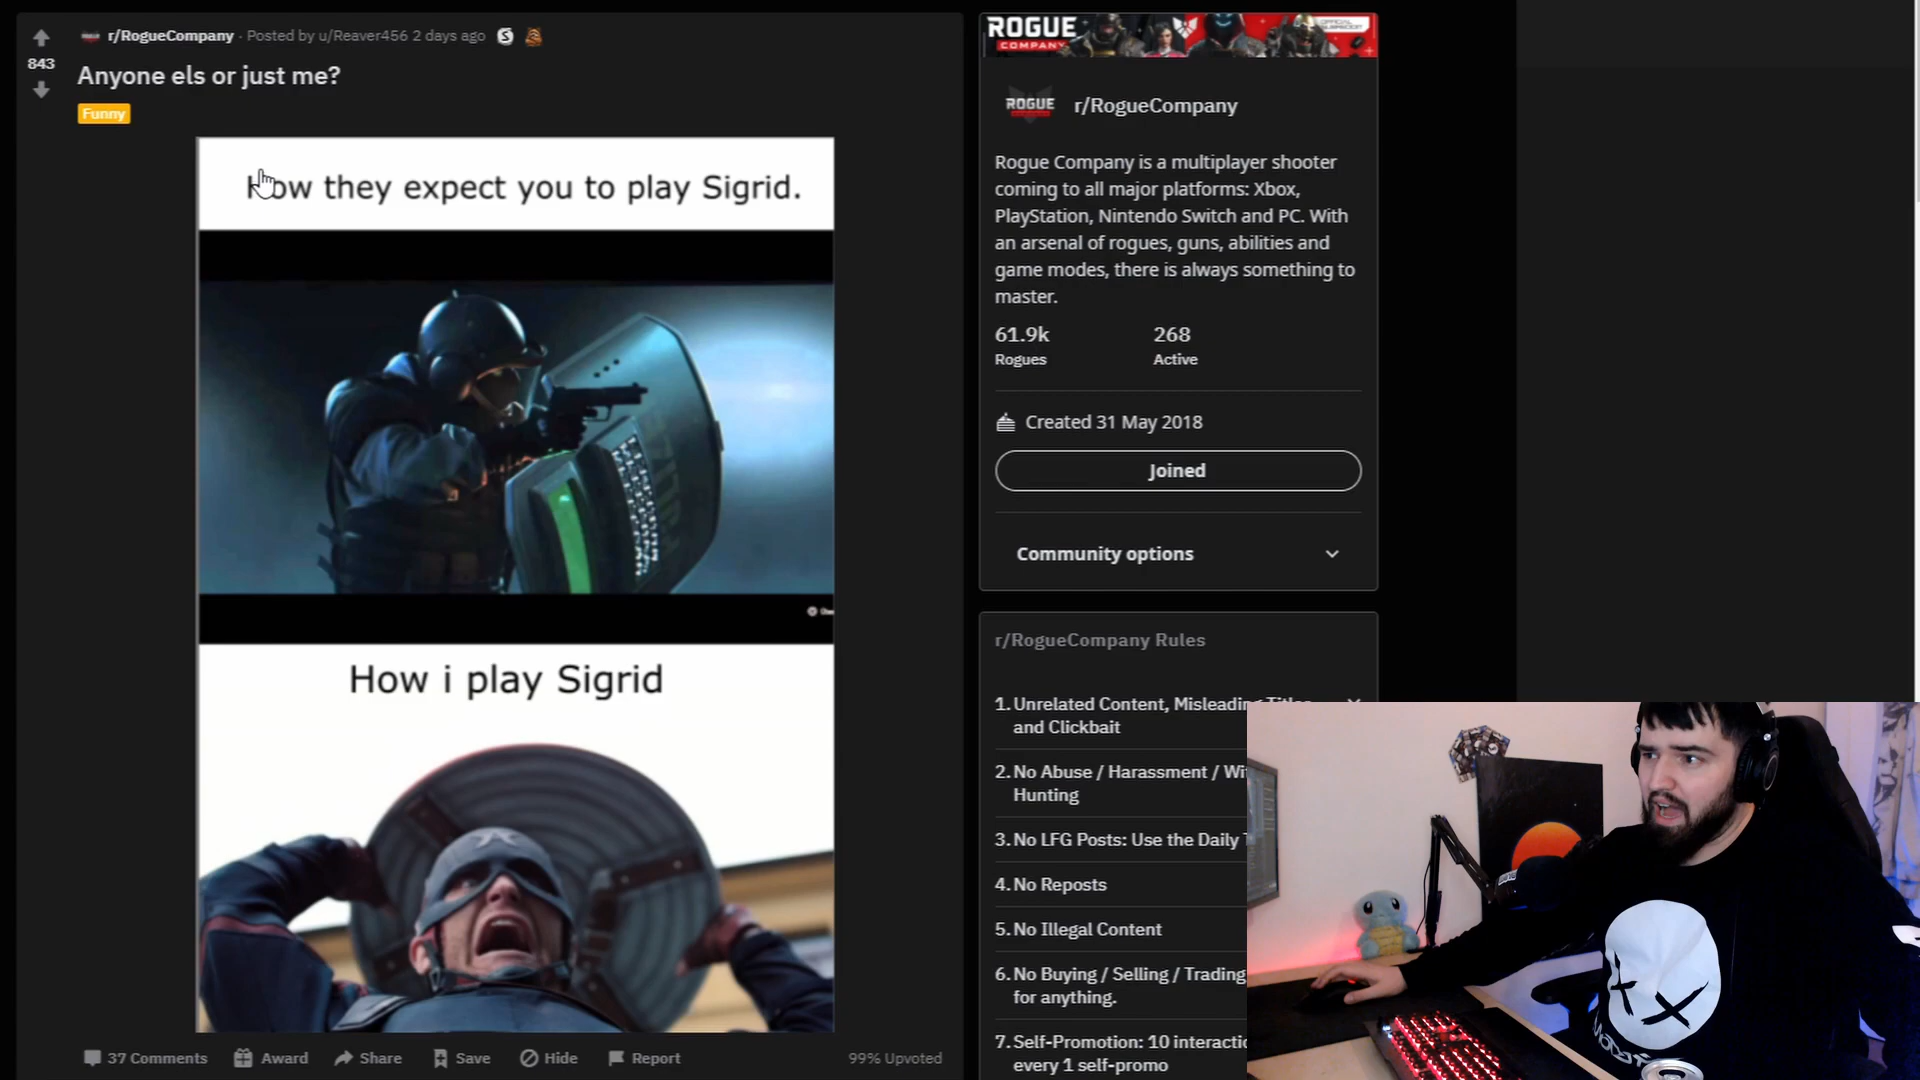 r/RogueCompany · Posted by u/Reaver456 2 days ago
843
Anyone els or just me?
Funny
How they expect you to play Sigrid.
How i play Sigrid
37 Comments
Award
Share
Save
Hide
Report
99% Upvoted
ROGUE
COMPANY
ROGUE
r/RogueCompany
Rogue Company is a multiplayer shooter
coming to all major platforms: Xbox,
PlayStation, Nintendo Switch and PC. With
an arsenal of rogues, guns, abilities and
game modes, there is always something to
master.
61.9k
Rogues
268
Active
Created 31 May 2018
Joined
Community options
r/RogueCompany Rules
1. Unrelated Content, Misleading Titles
and Clickbait
2. No Abuse / Harassment / Wi
Hunting
3. No LFG Posts: Use the Daily
4. No Reposts
5. No Illegal Content
6. No Buying / Selling / Trading
for anything.
7. Self-Promotion: 10 interactio
every 1 self-promo